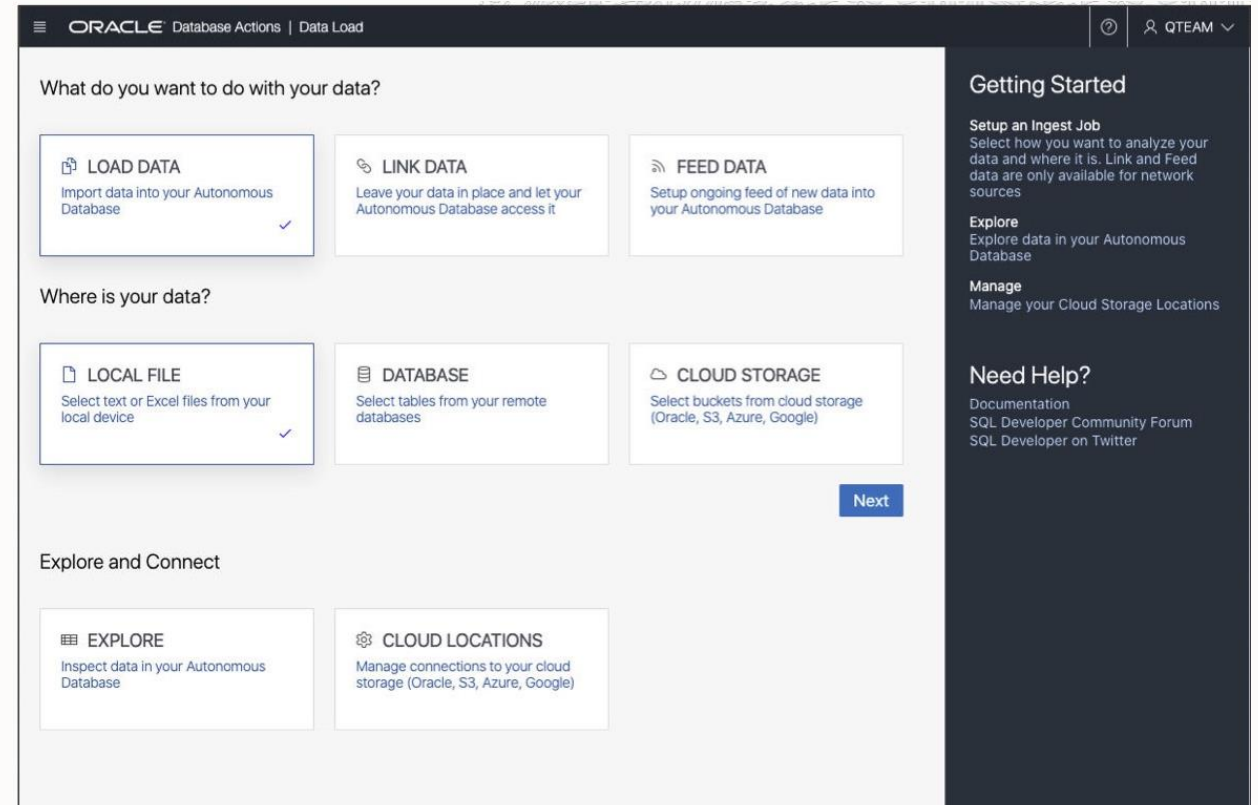 ORACLE Database Actions | Data Load
QTEAM
What do you want to do with your data?
LOAD DATA
Import data into your Autonomous
Database
LINK DATA
Leave your data in place and let your
Autonomous Database access it
FEED DATA
Setup ongoing feed of new data into
your Autonomous Database
Where is your data?
LOCAL FILE
Select text or Excel files from your
local device
DATABASE
Select tables from your remote
databases
CLOUD STORAGE
Select buckets from cloud storage
(Oracle, S3, Azure, Google)
Next
Explore and Connect
EXPLORE
Inspect data in your Autonomous
Database
CLOUD LOCATIONS
Manage connections to your cloud
storage (Oracle, S3, Azure, Google)
Getting Started
Setup an Ingest Job
Select how you want to analyze your
data and where it is. Link and Feed
data are only available for network
sources
Explore
Explore data in your Autonomous
Database
Manage
Manage your Cloud Storage Locations
Need Help?
Documentation
SQL Developer Community Forum
SQL Developer on Twitter